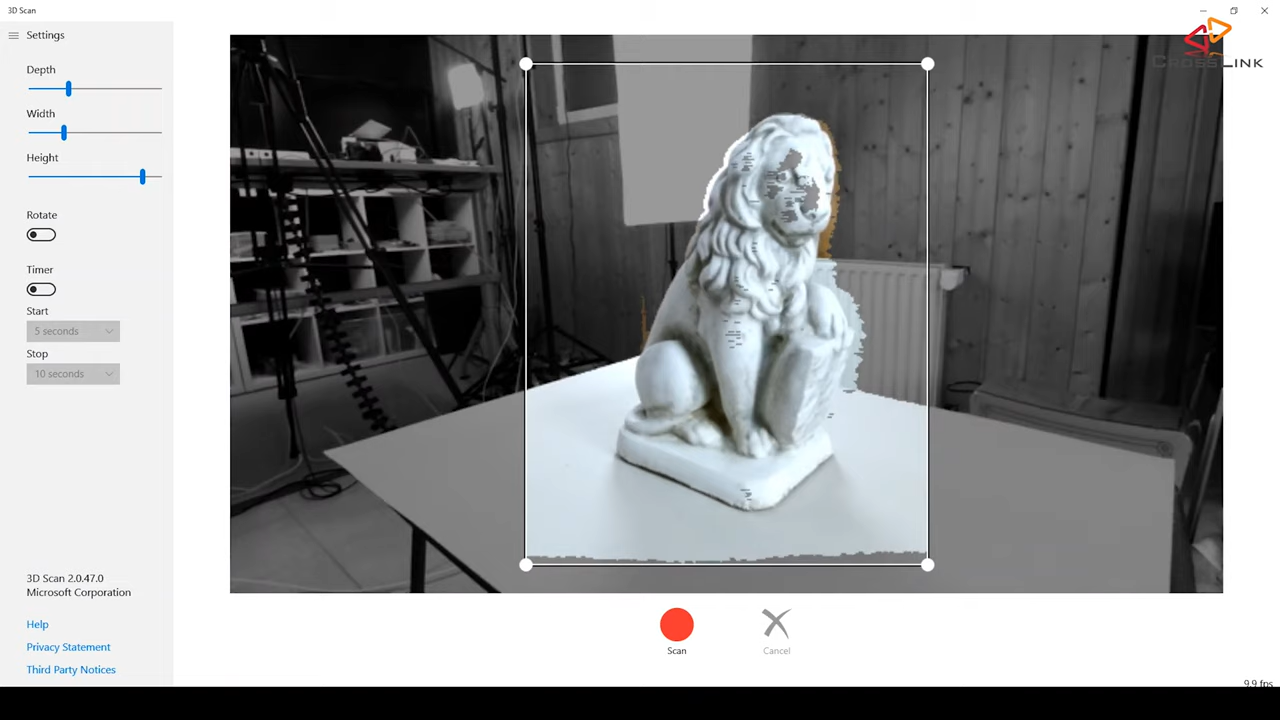 3D Scan
Settings
CROSSLINK
Depth
Width
Height
Rotate
Timer
Start
5 seconds
Stop
10 seconds
3D Scan 2.0.47.0
Microsoft Corporation
Help
Privacy Statement
Third Party Notices
Scan
Cancel
9.9 fps